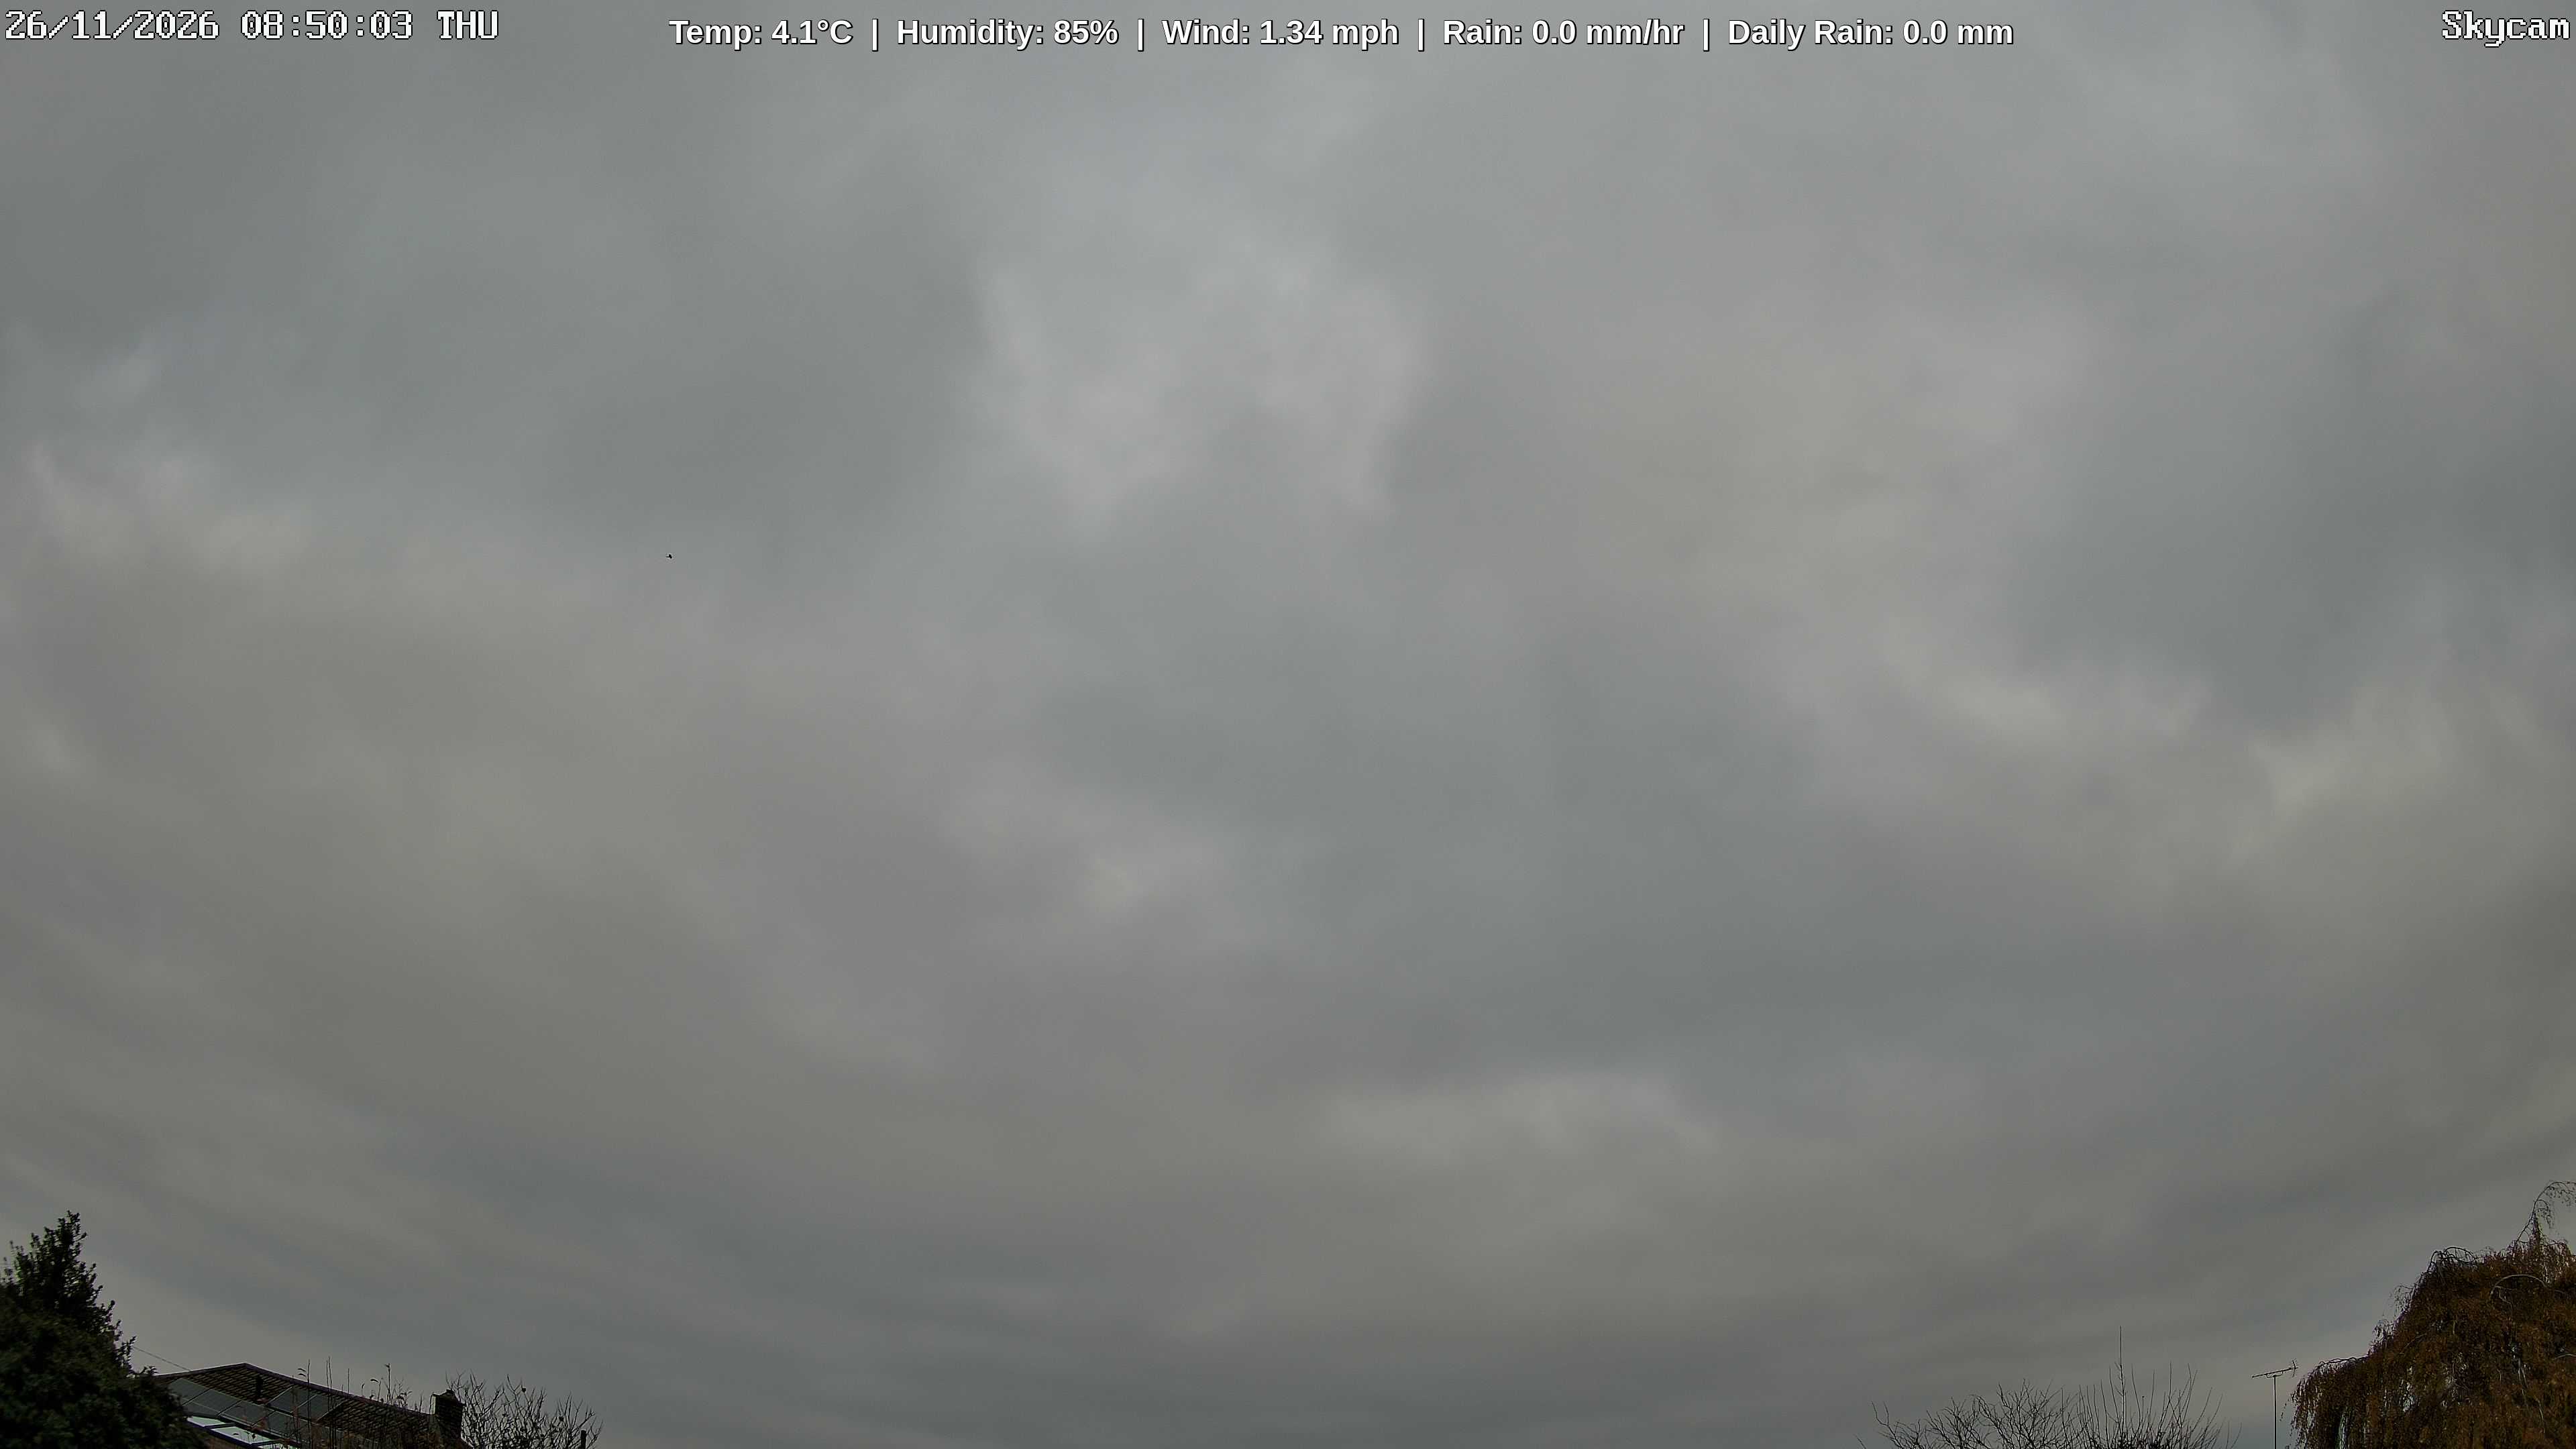 26/11/2026 08:50:03 THU
Temp: 4.1°C | Humidity: 85% | Wind: 1.34 mph | Rain: 0.0 mm/hr | Daily Rain: 0.0 mm
Skycam